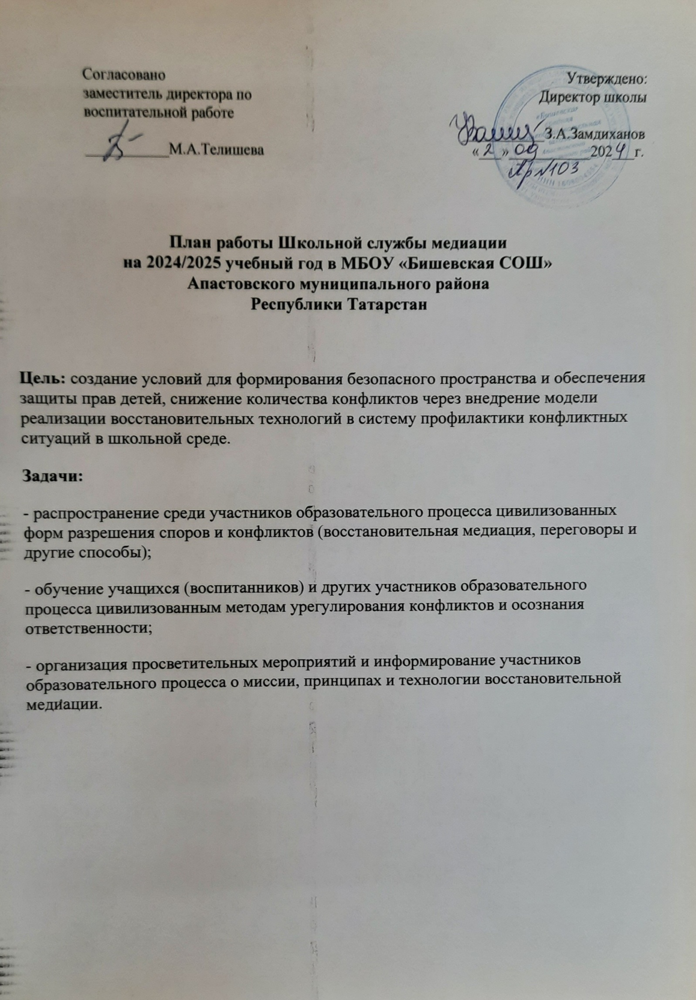 Согласовано
заместитель директора по
воспитательной работе
М.А.Телишева
Утверждено:
Директор школы
З.А.Замдиханов
«2» 09 2024 г.
Пр №103
«Бишевская
средняя
ИНН
План работы Школьной службы медиации
на 2024/2025 учебный год в МБОУ «Бишевская СОШ»
Апастовского муниципального района
Республики Татарстан
Цель: создание условий для формирования безопасного пространства и обеспечения
защиты прав детей, снижение количества конфликтов через внедрение модели
реализации восстановительных технологий в систему профилактики конфликтных
ситуаций в школьной среде.
Задачи:
- распространение среди участников образовательного процесса цивилизованных
форм разрешения споров и конфликтов (восстановительная медиация, переговоры и
другие способы);
- обучение учащихся (воспитанников) и других участников образовательного
процесса цивилизованным методам урегулирования конфликтов и осознания
ответственности;
- организация просветительных мероприятий и информирование участников
образовательного процесса о миссии, принципах и технологии восстановительной
медиации.